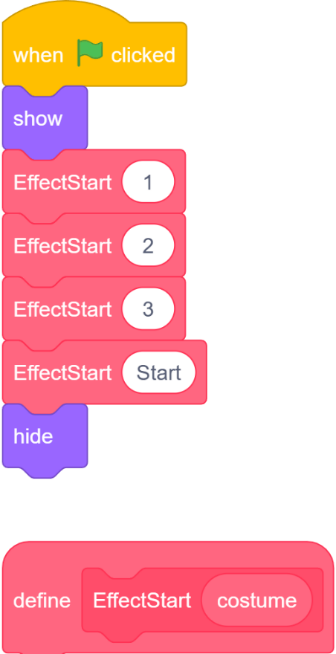 when clicked
show
EffectStart 1
EffectStart 2
EffectStart 3
EffectStart Start
hide
define EffectStart costume